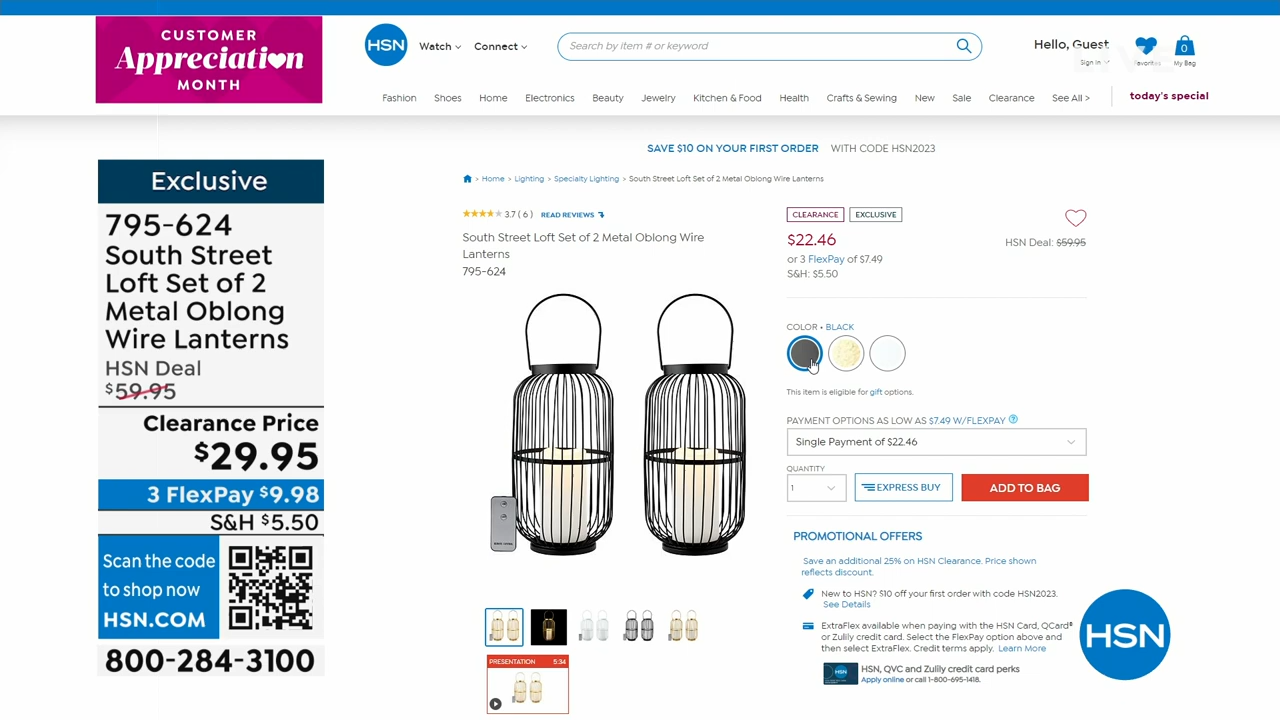 CUSTOMER
Appreciation
MONTH
HSN
Watch
Connect
Search by item # or keyword
Hello, Guest
Sign In
Favorites
0
My Bag
Fashion
Shoes
Home
Electronics
Beauty
Jewelry
Kitchen & Food
Health
Crafts & Sewing
New
Sale
Clearance
See All >
today's special
SAVE $10 ON YOUR FIRST ORDER WITH CODE HSN2023
> Home > Lighting > Specialty Lighting > South Street Loft Set of 2 Metal Oblong Wire Lanterns
Exclusive
795-624
South Street
Loft Set of 2
Metal Oblong
Wire Lanterns
HSN Deal
$59.95
Clearance Price
$29.95
3 FlexPay $9.98
S&H $5.50
Scan the code
to shop now
HSN.COM
800-284-3100
3.7 ( 6 ) READ REVIEWS
South Street Loft Set of 2 Metal Oblong Wire
Lanterns
795-624
PRESENTATION 5:34
CLEARANCE
EXCLUSIVE
$22.46
HSN Deal: $59.95
or 3 FlexPay of $7.49
S&H: $5.50
COLOR • BLACK
This item is eligible for gift options.
PAYMENT OPTIONS AS LOW AS $7.49 W/FLEXPAY ?
Single Payment of $22.46
QUANTITY
1
EXPRESS BUY
ADD TO BAG
PROMOTIONAL OFFERS
Save an additional 25% on HSN Clearance. Price shown
reflects discount.
New to HSN? $10 off your first order with code HSN2023.
See Details
ExtraFlex available when paying with the HSN Card, QCard®
or Zulily credit card. Select the FlexPay option above and
then select ExtraFlex. Credit terms apply. Learn More
HSN, QVC and Zulily credit card perks
Apply online or call 1-800-695-1418.
HSN